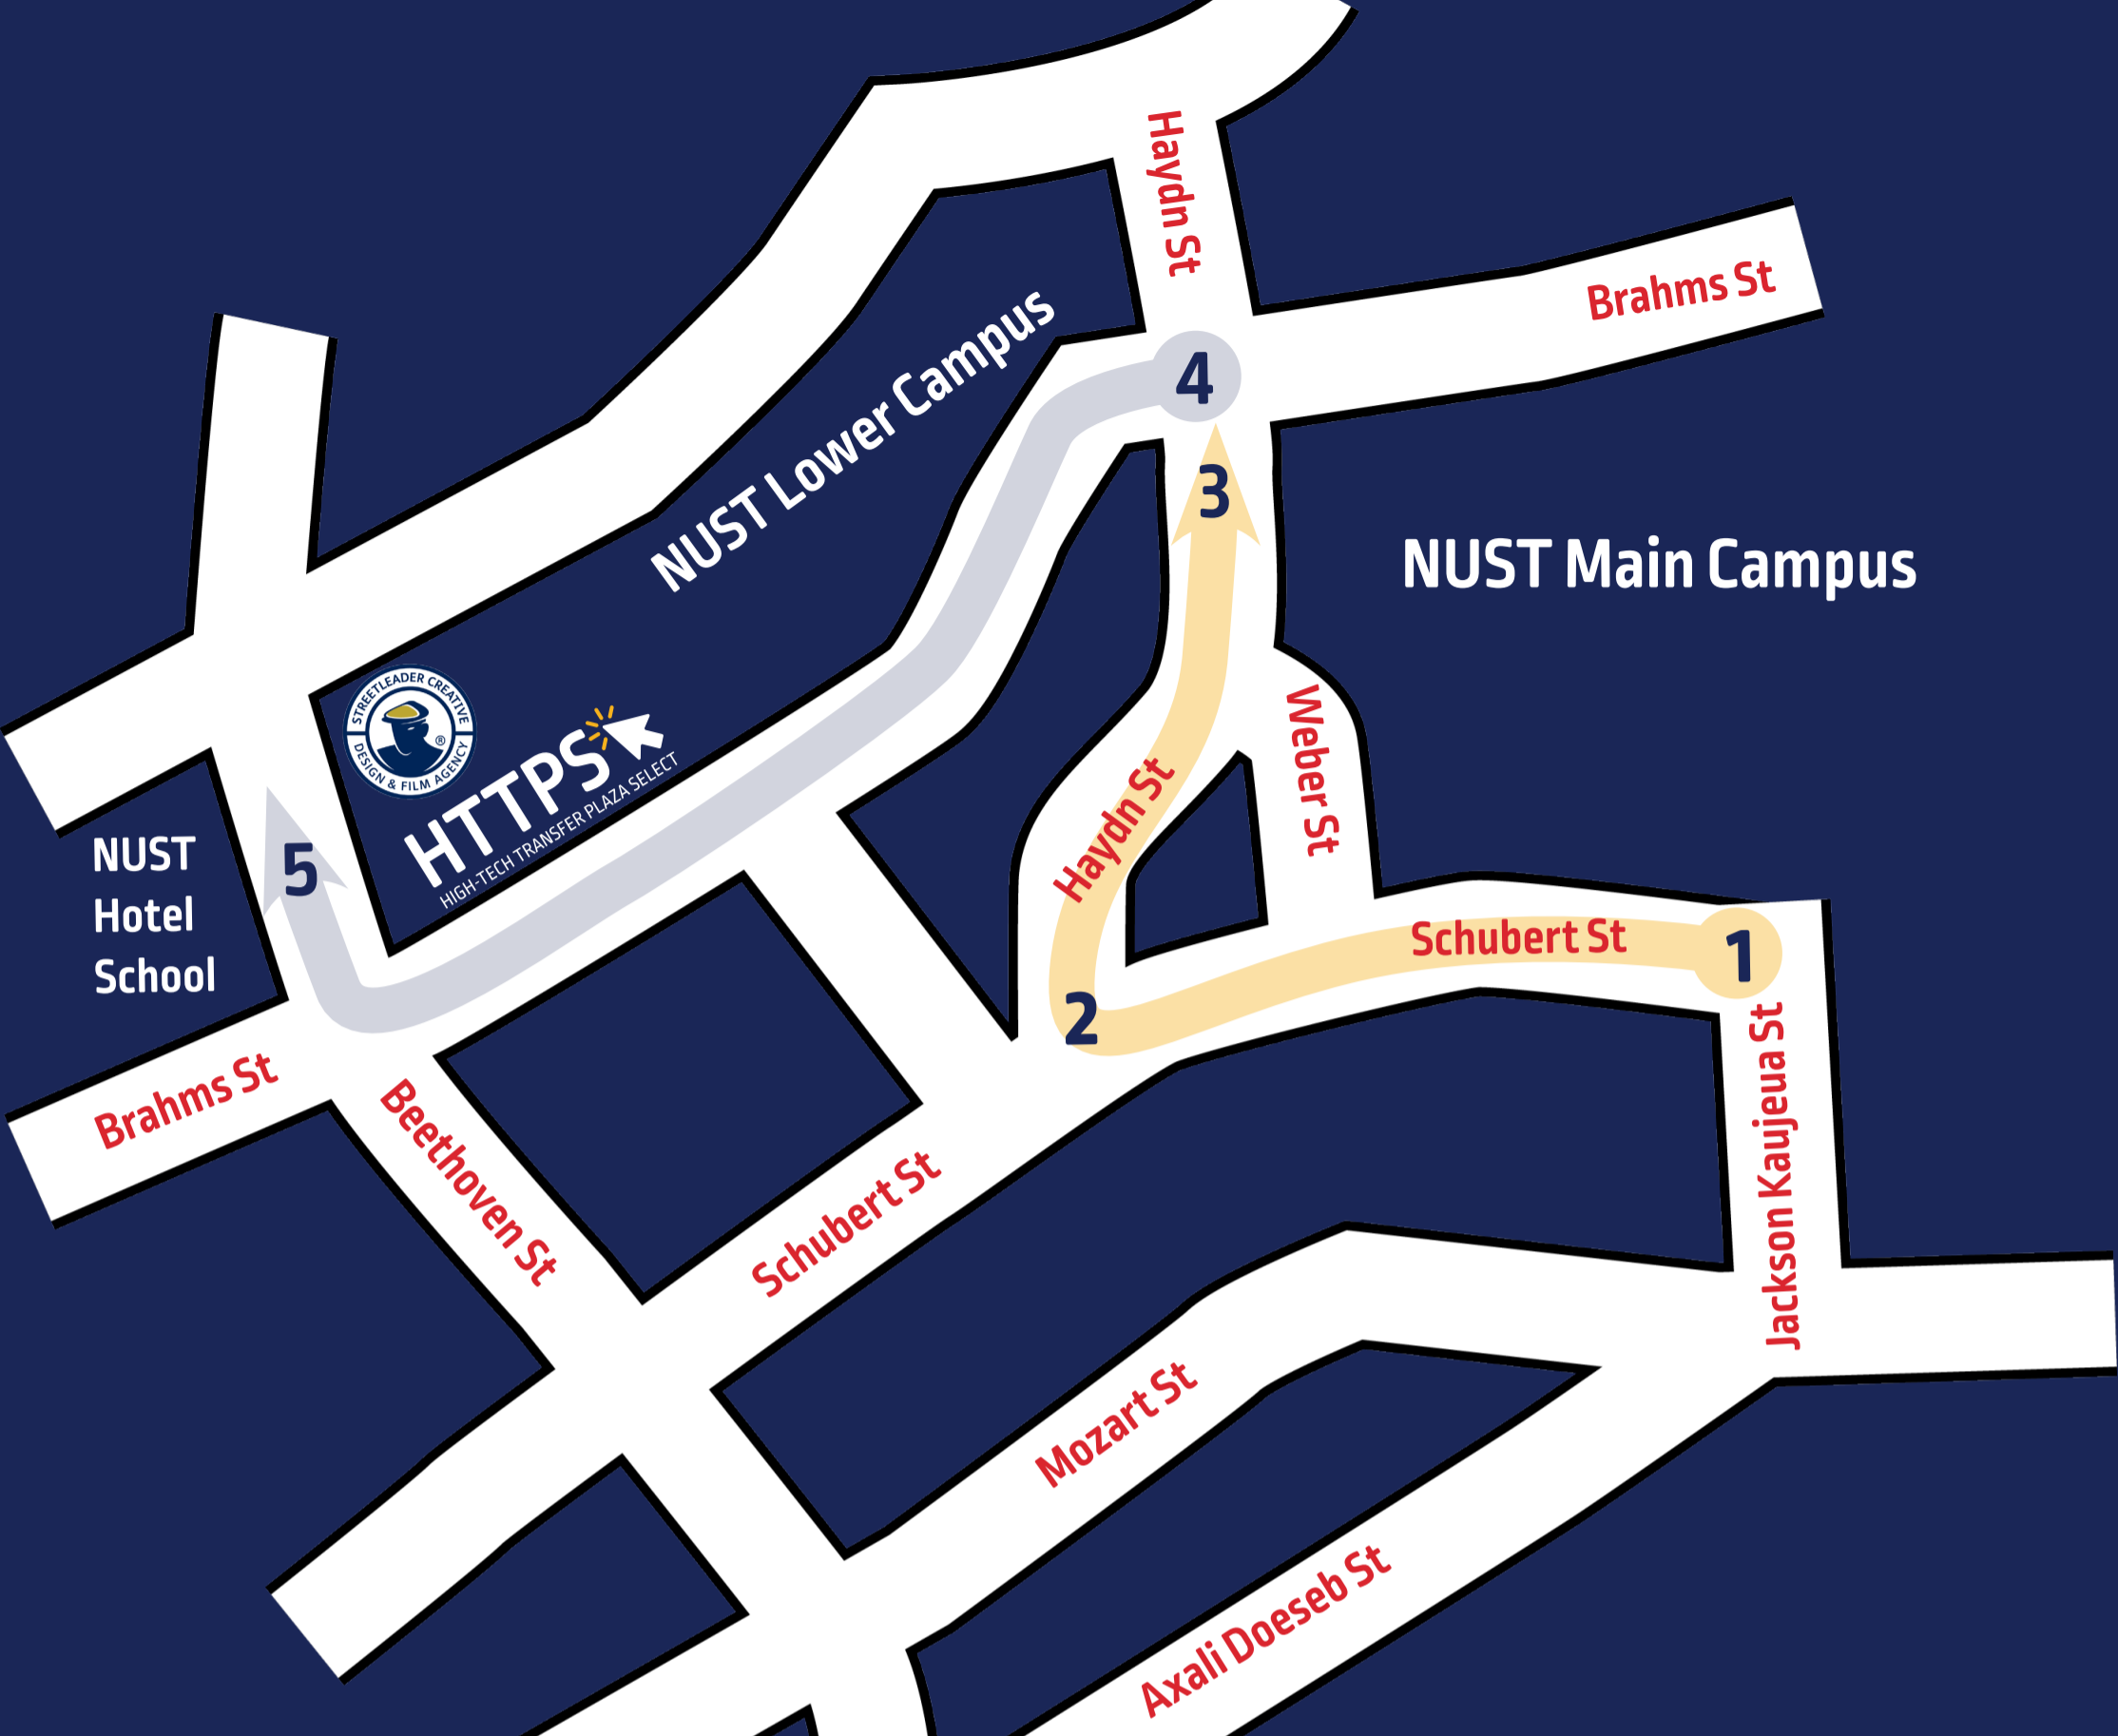 Haydn St
Brahms St
NUST Lower Campus
4
3
NUST Main Campus
STREETLEADER CREATIVE
DESIGN & FILM AGENCY
®
HTTPS
HIGH-TECH TRANSFER PLAZA SELECT
Weber St
Haydn St
NUST
Hotel
School
5
Schubert St
1
2
Jackson Kaujeua St
Brahms St
Beethoven St
Schubert St
Mozart St
Axali Doeseb St